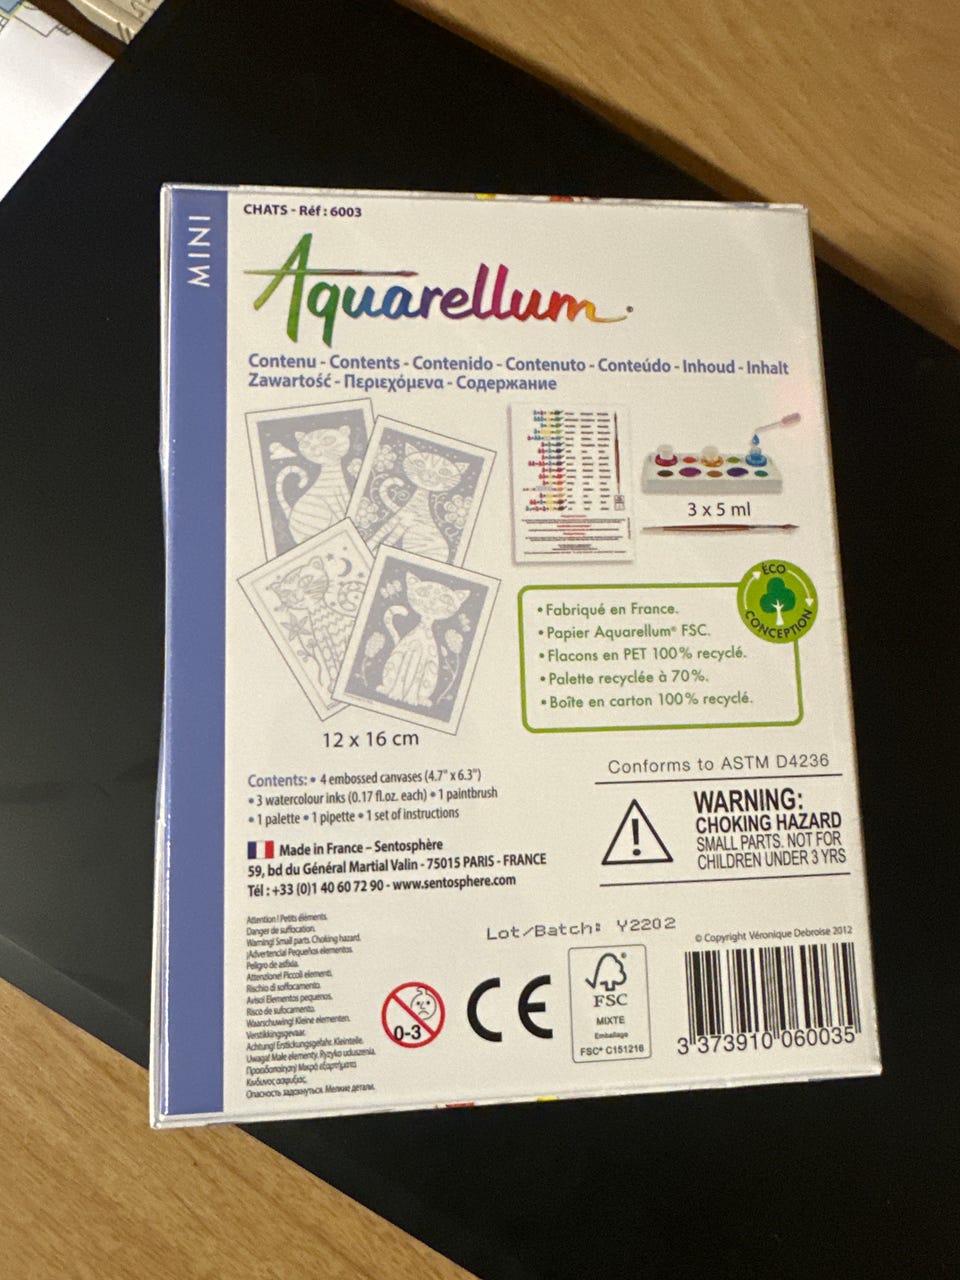 MINI
CHATS - Réf : 6003
Aquarellum
Contenu - Contents - Contenido - Contenuto - Conteúdo - Inhoud - Inhalt
Zawartość - Περιεχόμενα - Содержание
3 x 5 ml
ÉCO
CONCEPTION
• Fabriqué en France.
• Papier Aquarellum® FSC.
• Flacons en PET 100% recyclé.
• Palette recyclée à 70%.
• Boîte en carton 100% recyclé.
12 x 16 cm
Contents: • 4 embossed canvases (4.7" x 6.3")
• 3 watercolour inks (0.17 fl.oz. each) • 1 paintbrush
• 1 palette • 1 pipette • 1 set of instructions
Made in France – Sentosphère
59, bd du Général Martial Valin - 75015 PARIS - FRANCE
Tél : +33 (0)1 40 60 72 90 - www.sentosphere.com
Conforms to ASTM D4236
WARNING:
CHOKING HAZARD
SMALL PARTS. NOT FOR
CHILDREN UNDER 3 YRS
Attention ! Petits éléments.
Danger de suffocation.
Warning! Small parts. Choking hazard.
¡Advertencia! Pequeños elementos.
Peligro de asfixia.
Attenzione! Piccoli elementi.
Rischio di soffocamento.
Aviso! Elementos pequenos.
Risco de sufocamento.
Waarschuwing! Kleine elementen.
Verstikkingsgevaar.
Achtung! Erstickungsgefahr. Kleinteile.
Uwaga! Małe elementy. Ryzyko uduszenia.
Προειδοποίηση! Μικρά εξαρτήματα
Κίνδυνος ασφυξίας.
Опасность задохнуться. Мелкие детали.
Lot/Batch: Y2202
© Copyright Véronique Debroise 2012
0-3
CE
FSC
MIXTE
Emballage
FSC® C151216
3 373910 060035